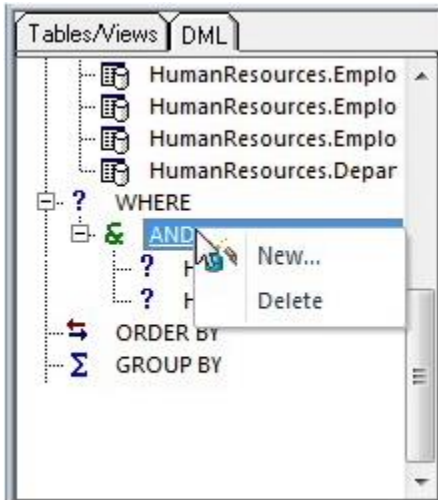 Tables/Views DML
HumanResources.Emplo
HumanResources.Emplo
HumanResources.Emplo
HumanResources.Depar
? WHERE
& AND
New...
? H
Delete
? H
ORDER BY
Σ GROUP BY